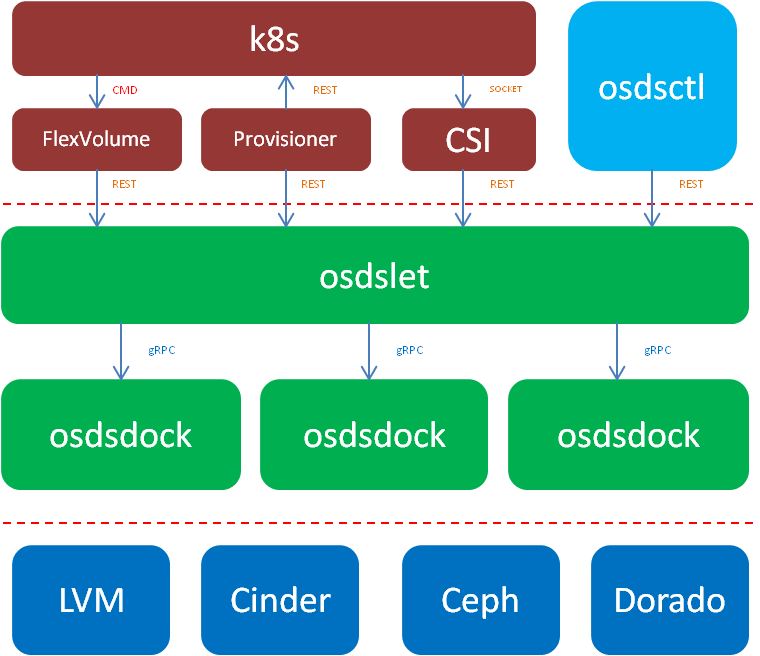 k8s
osdsctl
CMD
REST
SOCKET
FlexVolume
Provisioner
CSI
REST
REST
REST
REST
osdslet
gRPC
gRPC
gRPC
osdsdock
osdsdock
osdsdock
LVM
Cinder
Ceph
Dorado